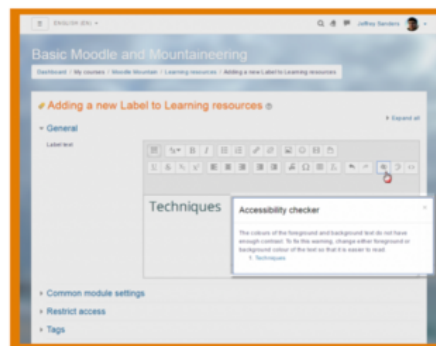 ENGLISH (EN)
Jeffrey Sanders
Basic Moodle and Mountaineering
Dashboard / My courses / Moodle Mountain / Learning resources / Adding a new Label to Learning resources
Adding a new Label to Learning resources
Expand all
General
Label text
Techniques
Accessibility checker
The colours of the foreground and background text do not have
enough contrast. To fix this warning, change either foreground or
background colour of the text so that it is easier to read.
1. Techniques
Common module settings
Restrict access
Tags